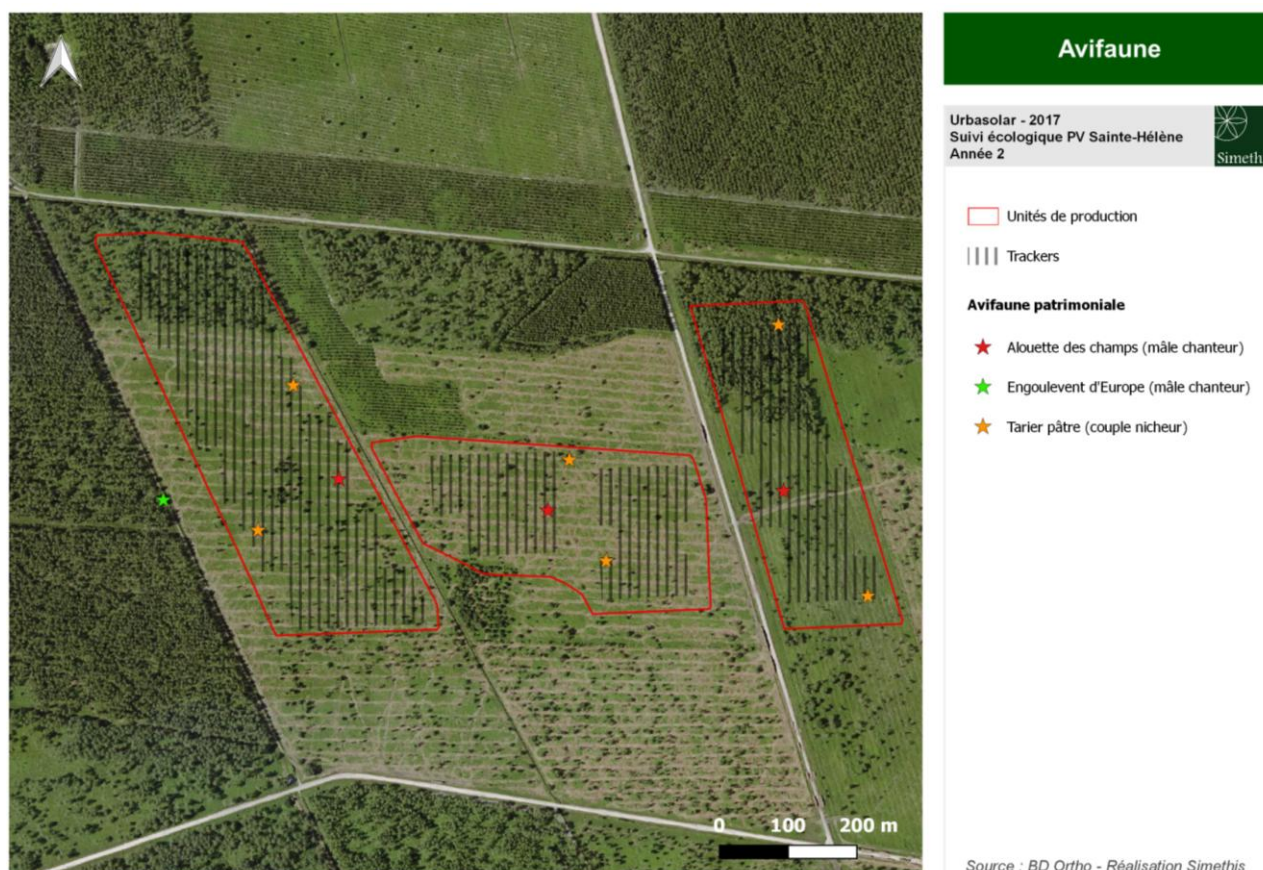 Avifaune
Urbasolar - 2017
Suivi écologique PV Sainte-Hélène
Année 2
Simeth
Unités de production
Trackers
Avifaune patrimoniale
Alouette des champs (mâle chanteur)
Engoulevent d'Europe (mâle chanteur)
Tarier pâtre (couple nicheur)
0 100 200 m
Source : BD Ortho - Réalisation Simethis